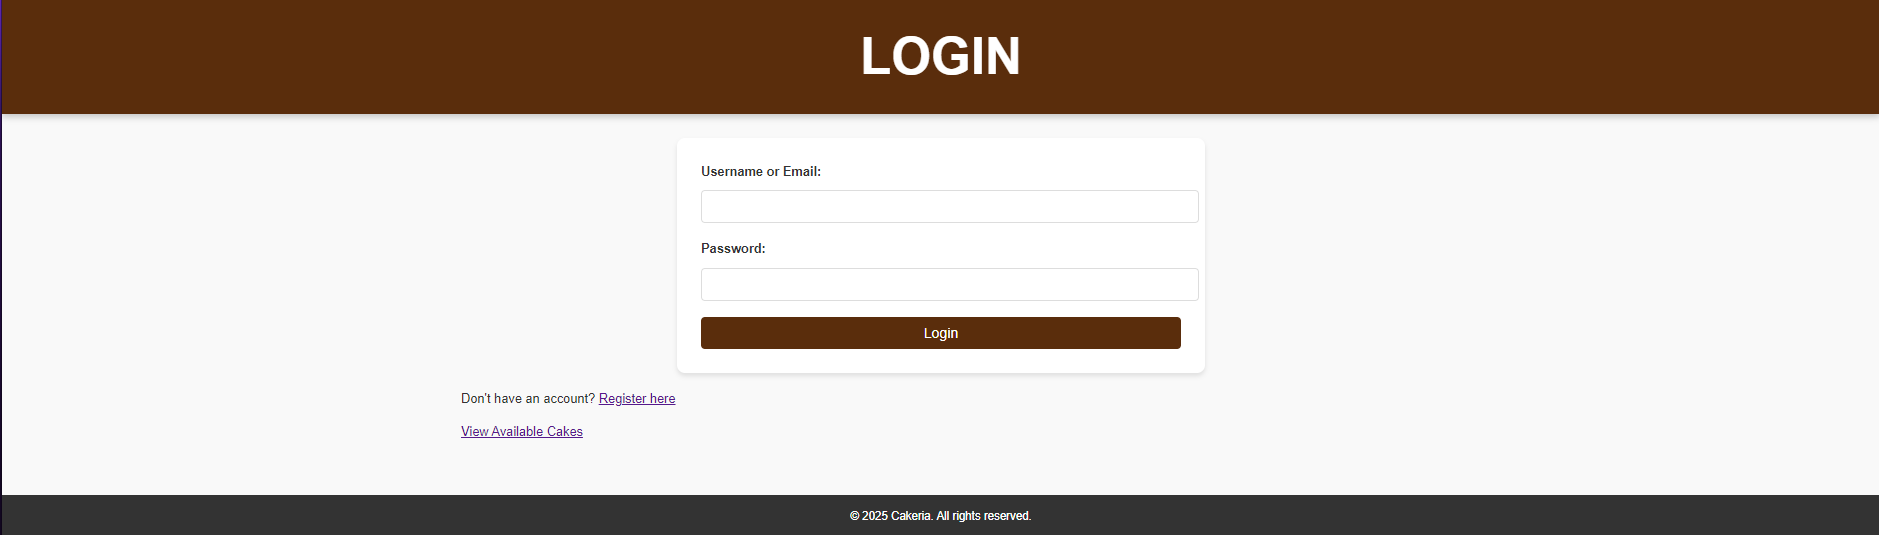 LOGIN
Username or Email:
Password:
Login
Don't have an account? Register here
View Available Cakes
© 2025 Cakeria. All rights reserved.